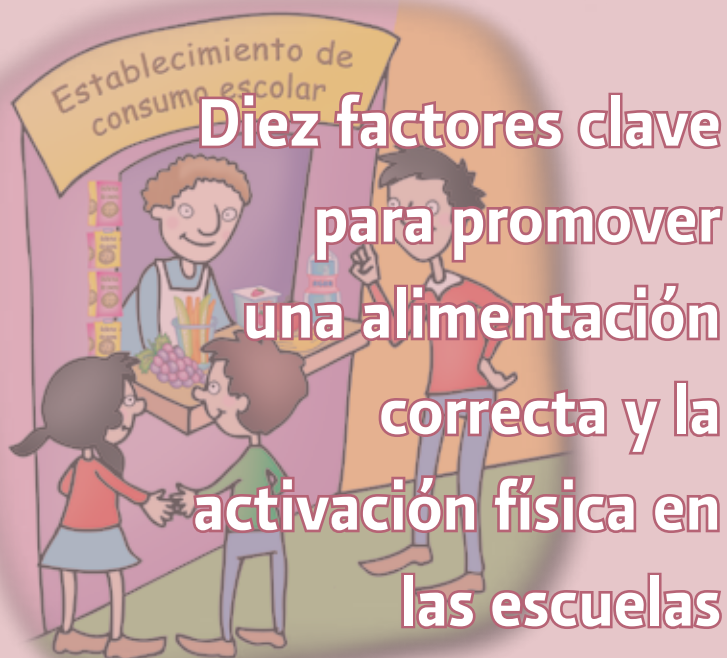 Establecimiento de
consumo escolar
Diez factores clave
para promover
una alimentación
correcta y la
activación física en
las escuelas